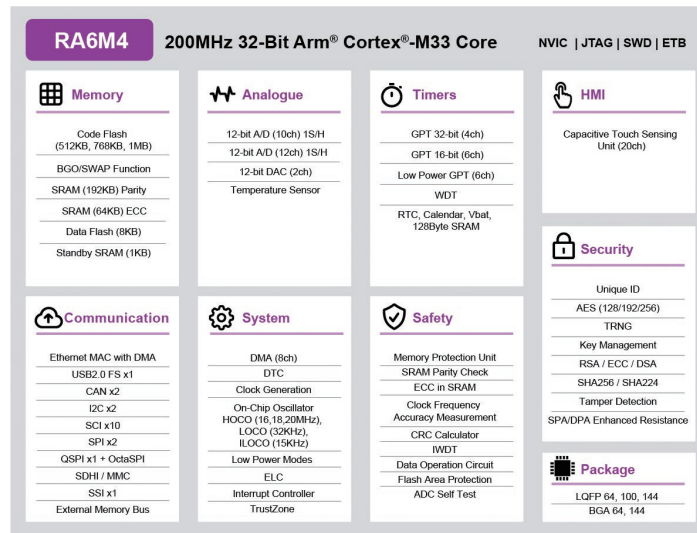 RA6M4
200MHz 32-Bit Arm® Cortex®-M33 Core
NVIC | JTAG | SWD | ETB
Memory
Code Flash
(512KB, 768KB, 1MB)
BGO/SWAP Function
SRAM (192KB) Parity
SRAM (64KB) ECC
Data Flash (8KB)
Standby SRAM (1KB)
Analogue
12-bit A/D (10ch) 1S/H
12-bit A/D (12ch) 1S/H
12-bit DAC (2ch)
Temperature Sensor
Timers
GPT 32-bit (4ch)
GPT 16-bit (6ch)
Low Power GPT (6ch)
WDT
RTC, Calendar, Vbat,
128Byte SRAM
HMI
Capacitive Touch Sensing
Unit (20ch)
Communication
Ethernet MAC with DMA
USB2.0 FS x1
CAN x2
I2C x2
SCI x10
SPI x2
QSPI x1 + OctaSPI
SDHI / MMC
SSI x1
External Memory Bus
System
DMA (8ch)
DTC
Clock Generation
On-Chip Oscillator
HOCO (16,18,20MHz),
LOCO (32KHz),
ILOCO (15KHz)
Low Power Modes
ELC
Interrupt Controller
TrustZone
Safety
Memory Protection Unit
SRAM Parity Check
ECC in SRAM
Clock Frequency
Accuracy Measurement
CRC Calculator
IWDT
Data Operation Circuit
Flash Area Protection
ADC Self Test
Security
Unique ID
AES (128/192/256)
TRNG
Key Management
RSA / ECC / DSA
SHA256 / SHA224
Tamper Detection
SPA/DPA Enhanced Resistance
Package
LQFP 64, 100, 144
BGA 64, 144